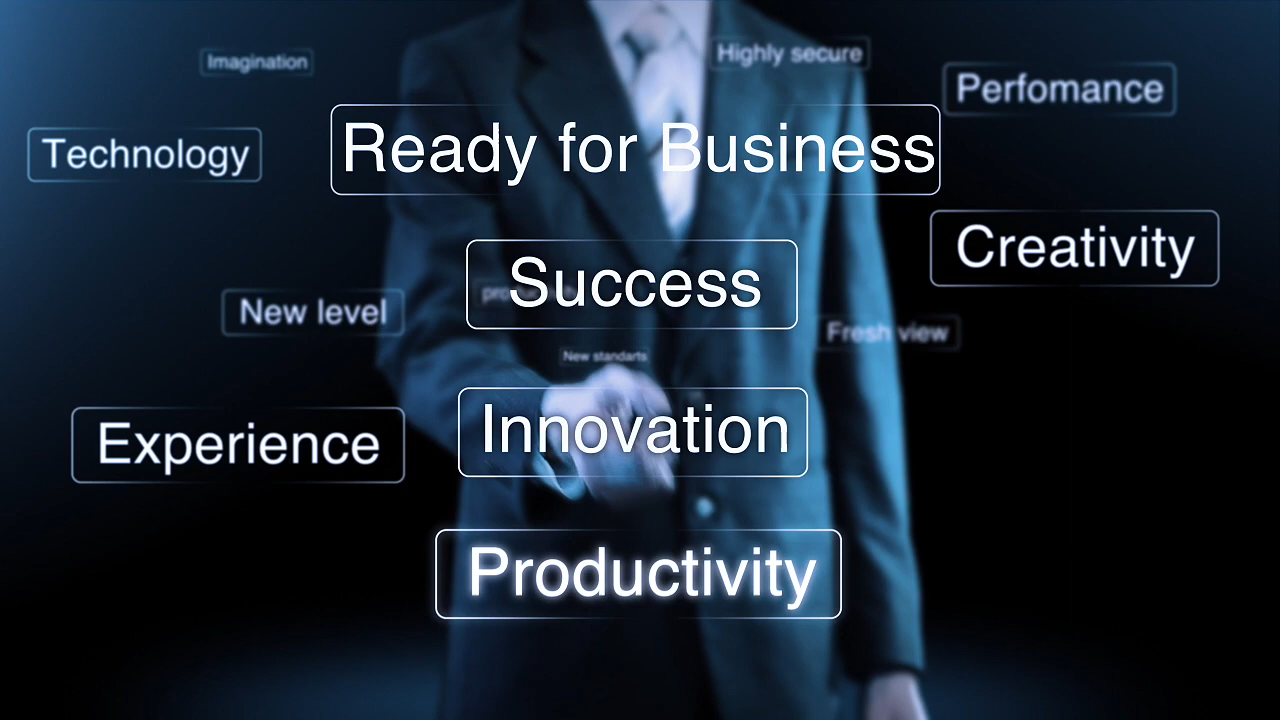 Imagination
Highly secure
Perfomance
Technology
Ready for Business
Creativity
Success
New level
Fresh view
New standarts
Experience
Innovation
Productivity